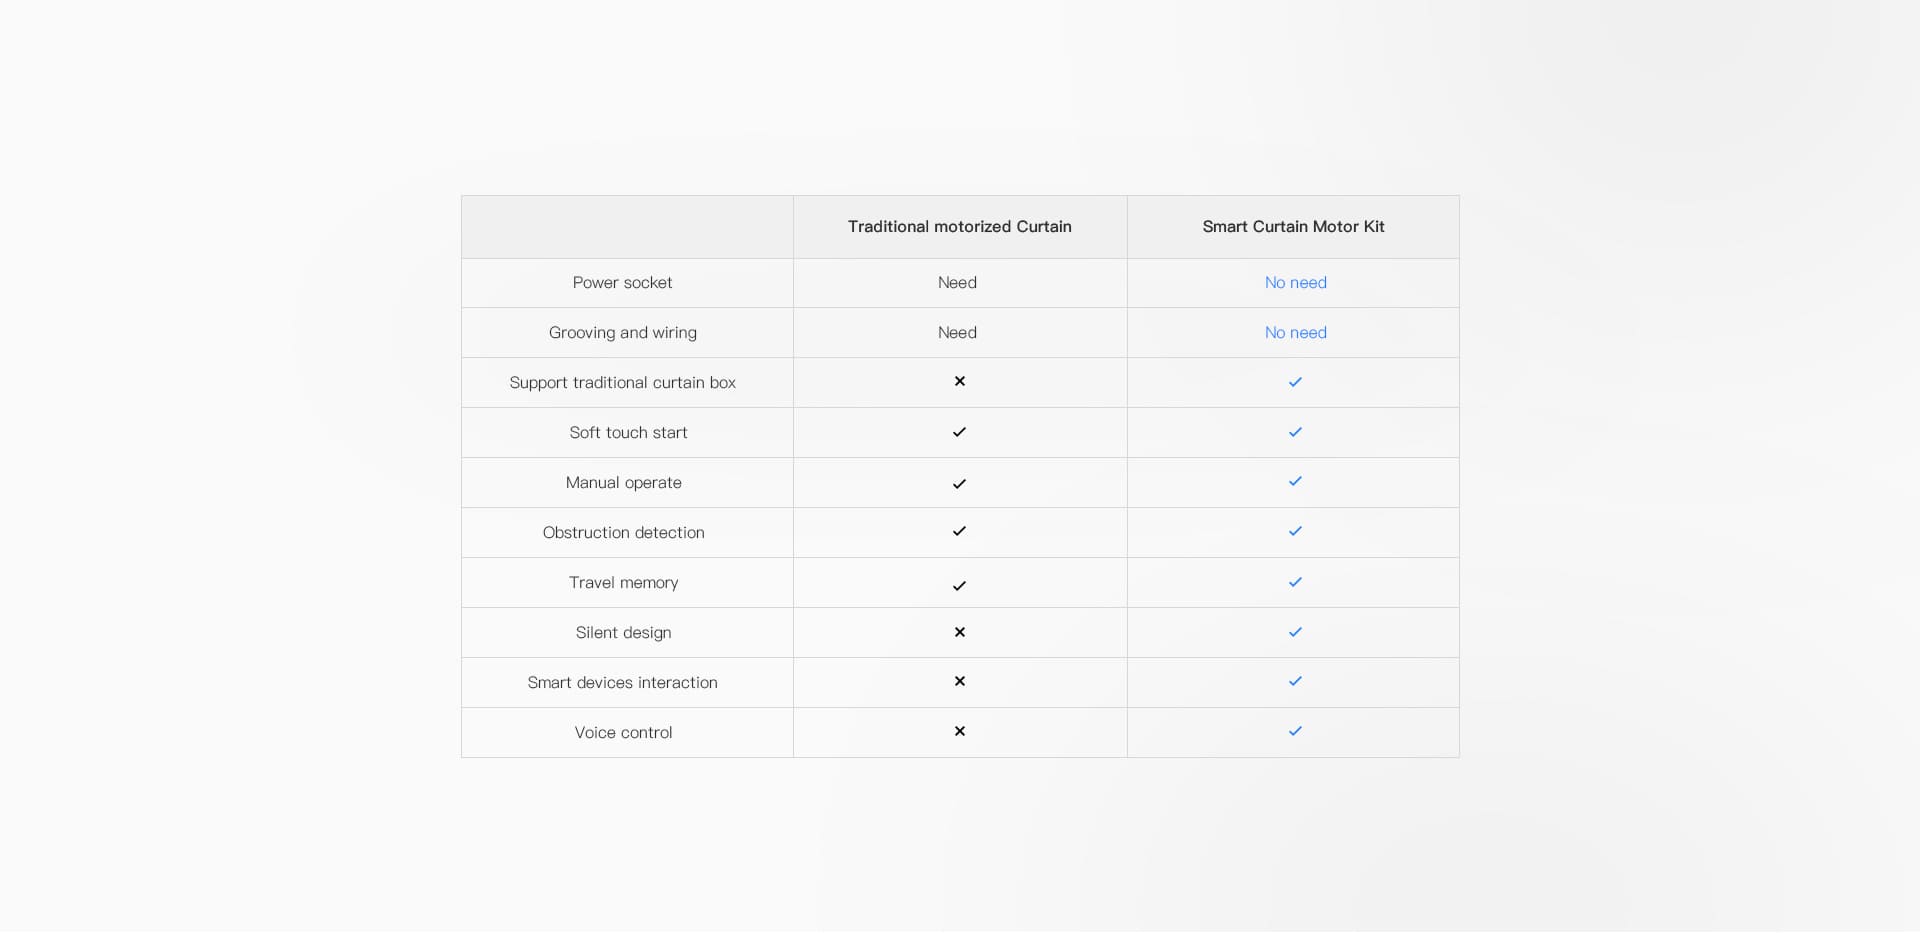 Traditional motorized Curtain Smart Curtain Motor Kit
Power socket Need No need
Grooving and wiring Need No need
Support traditional curtain box ✕ ✓
Soft touch start ✓ ✓
Manual operate ✓ ✓
Obstruction detection ✓ ✓
Travel memory ✓ ✓
Silent design ✕ ✓
Smart devices interaction ✕ ✓
Voice control ✕ ✓